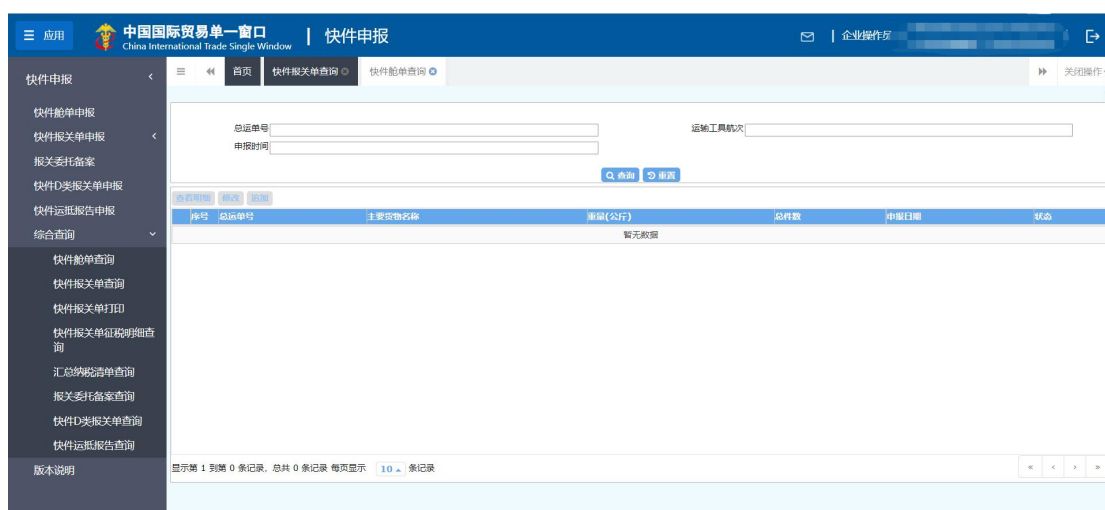 应用
中国国际贸易单一窗口
China International Trade Single Window
快件申报
企业操作员
快件申报
首页
快件报关单查询
快件舱单查询
关闭操作
快件舱单申报
快件报关单申报
报关委托备案
快件D类报关单申报
快件运抵报告申报
综合查询
快件舱单查询
快件报关单查询
快件报关单打印
快件报关单征税明细查
询
汇总纳税清单查询
报关委托备案查询
快件D类报关单查询
快件运抵报告查询
版本说明
总运单号
运输工具航次
申报时间
查询 重置
查看明细 修改 追加
序号 总运单号 主要货物名称 重量(公斤) 总件数 申报日期 状态
暂无数据
显示第 1 到第 0 条记录, 总共 0 条记录 每页显示 10 条记录
« ‹ › »